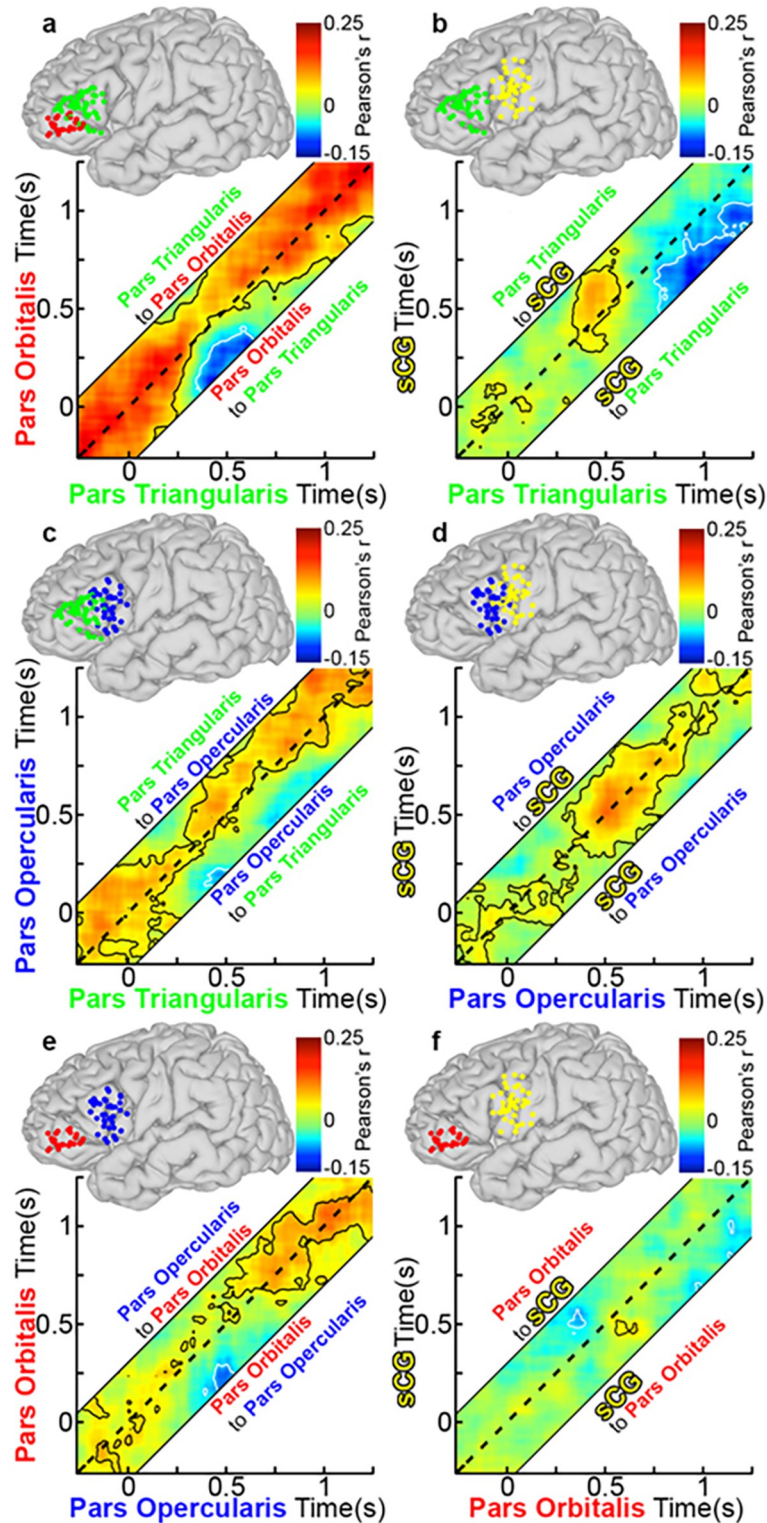 a
0.25
0
-0.15
Pearson's r
Pars Orbitalis Time(s)
1
0.5
0
Pars Triangularis
to Pars Orbitalis
Pars Orbitalis
to Pars Triangularis
0
0.5
1
Pars Triangularis Time(s)
b
0.25
0
-0.15
Pearson's r
sCG Time(s)
1
0.5
0
Pars Triangularis
to sCG
sCG
to Pars Triangularis
0
0.5
1
Pars Triangularis Time(s)
c
0.25
0
-0.15
Pearson's r
Pars Opercularis Time(s)
1
0.5
0
Pars Triangularis
to Pars Opercularis
Pars Opercularis
to Pars Triangularis
0
0.5
1
Pars Triangularis Time(s)
d
0.25
0
-0.15
Pearson's r
sCG Time(s)
1
0.5
0
Pars Opercularis
to sCG
sCG
to Pars Opercularis
0
0.5
1
Pars Opercularis Time(s)
e
0.25
0
-0.15
Pearson's r
Pars Orbitalis Time(s)
1
0.5
0
Pars Opercularis
to Pars Orbitalis
Pars Orbitalis
to Pars Opercularis
0
0.5
1
Pars Opercularis Time(s)
f
0.25
0
-0.15
Pearson's r
sCG Time(s)
1
0.5
0
Pars Orbitalis
to sCG
sCG
to Pars Orbitalis
0
0.5
1
Pars Orbitalis Time(s)